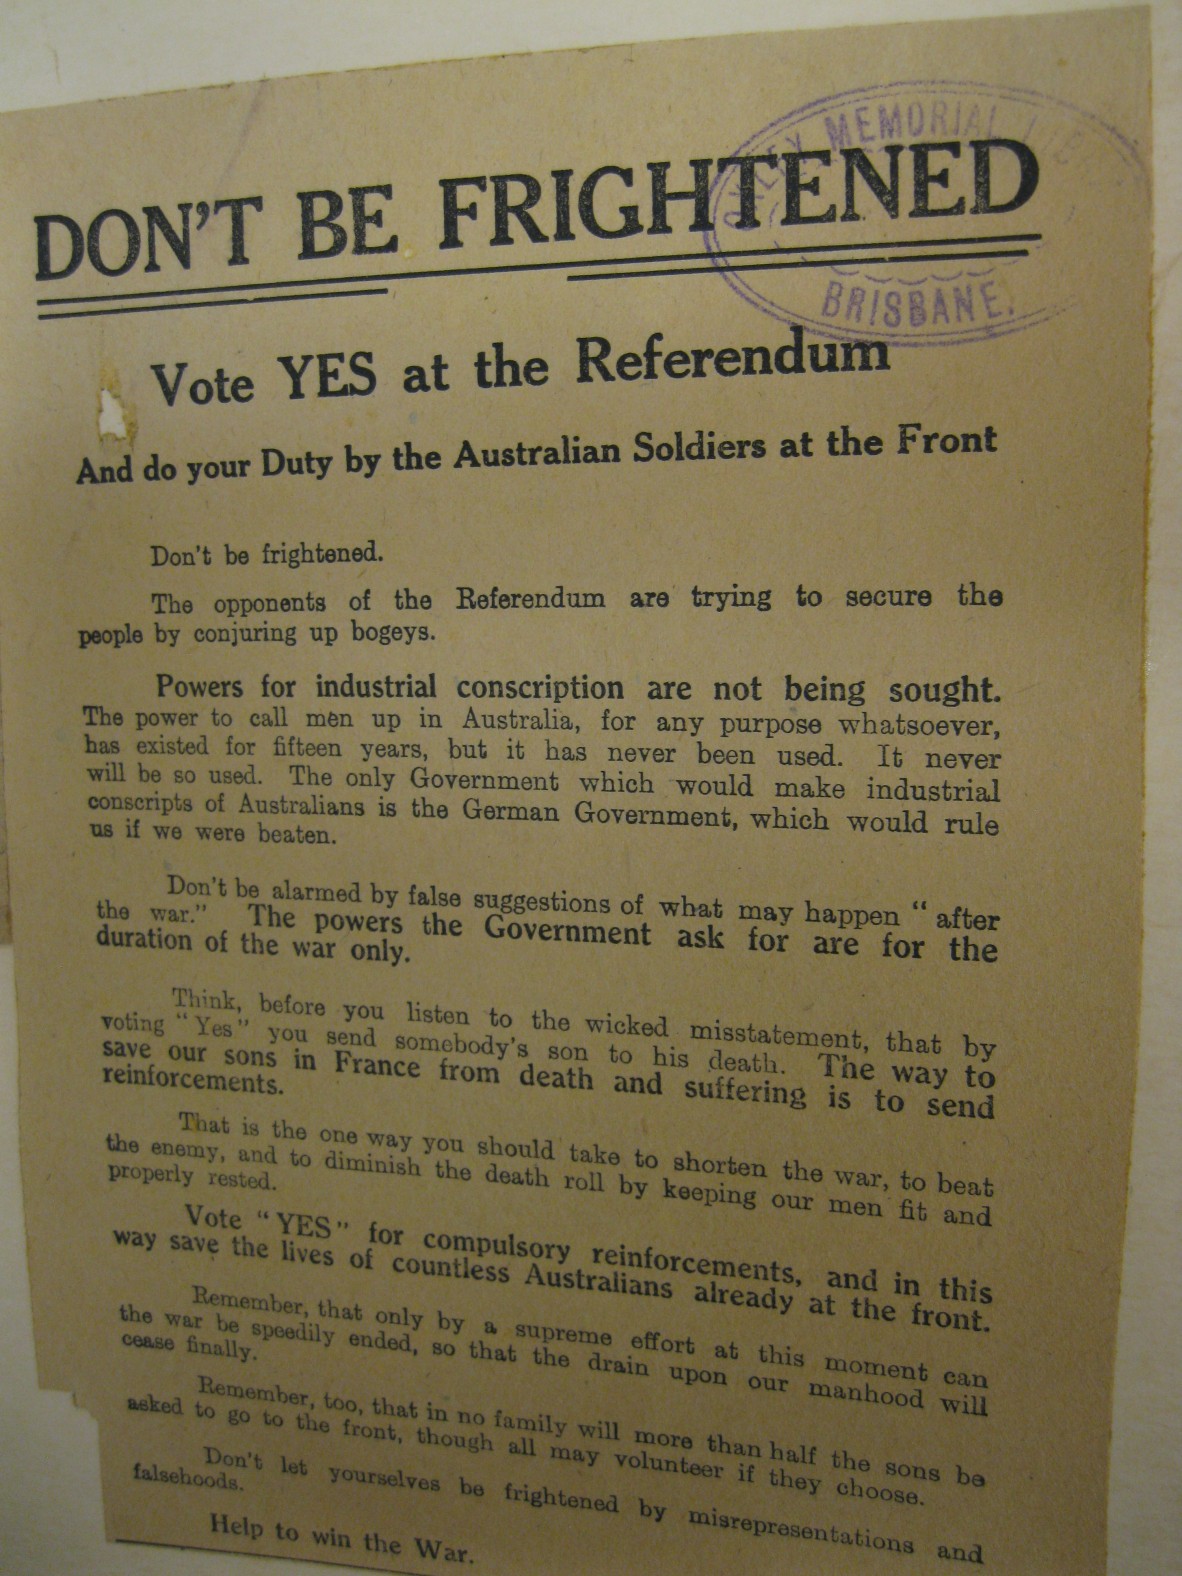 DON'T BE FRIGHTENED
OXLEY MEMORIAL
BRISBANE.
Vote YES at the Referendum
And do your Duty by the Australian Soldiers at the Front
Don't be frightened.
The opponents of the Referendum are trying to secure the
people by conjuring up bogeys.
Powers for industrial conscription are not being sought.
The power to call men up in Australia, for any purpose whatsoever,
has existed for fifteen years, but it has never been used. It never
will be so used. The only Government which would make industrial
conscripts of Australians is the German Government, which would rule
us if we were beaten.
Don't be alarmed by false suggestions of what may happen "after
the war." The powers the Government ask for are for the
duration of the war only.
Think, before you listen to the wicked misstatement, that by
voting "Yes" you send somebody's son to his death. The way to
save our sons in France from death and suffering is to send
reinforcements.
That is the one way you should take to shorten the war, to beat
the enemy, and to diminish the death roll by keeping our men fit and
properly rested.
Vote "YES" for compulsory reinforcements, and in this
way save the lives of countless Australians already at the front.
Remember, that only by a supreme effort at this moment can
the war be speedily ended, so that the drain upon our manhood will
cease finally.
Remember, too, that in no family will more than half the sons be
asked to go to the front, though all may volunteer if they choose.
Don't let yourselves be frightened by misrepresentations and
falsehoods.
Help to win the War.